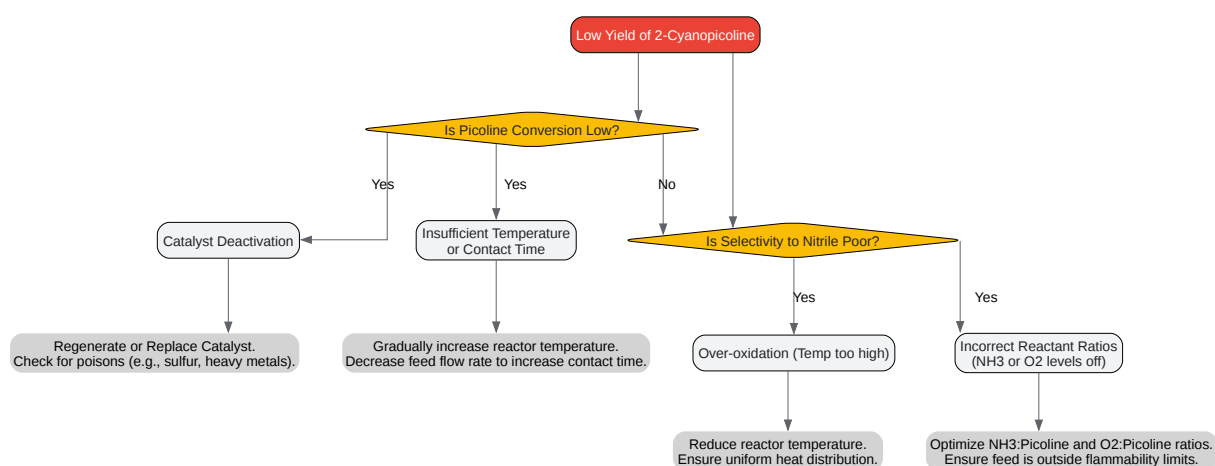 Low Yield of 2-Cyanopicoline
Is Picoline Conversion Low?
Yes
Yes
No
Catalyst Deactivation
Insufficient Temperature
or Contact Time
Is Selectivity to Nitrile Poor?
Yes
Yes
Regenerate or Replace Catalyst.
Check for poisons (e.g., sulfur, heavy metals).
Gradually increase reactor temperature.
Decrease feed flow rate to increase contact time.
Over-oxidation (Temp too high)
Incorrect Reactant Ratios
(NH3 or O2 levels off)
Reduce reactor temperature.
Ensure uniform heat distribution.
Optimize NH3:Picoline and O2:Picoline ratios.
Ensure feed is outside flammability limits.